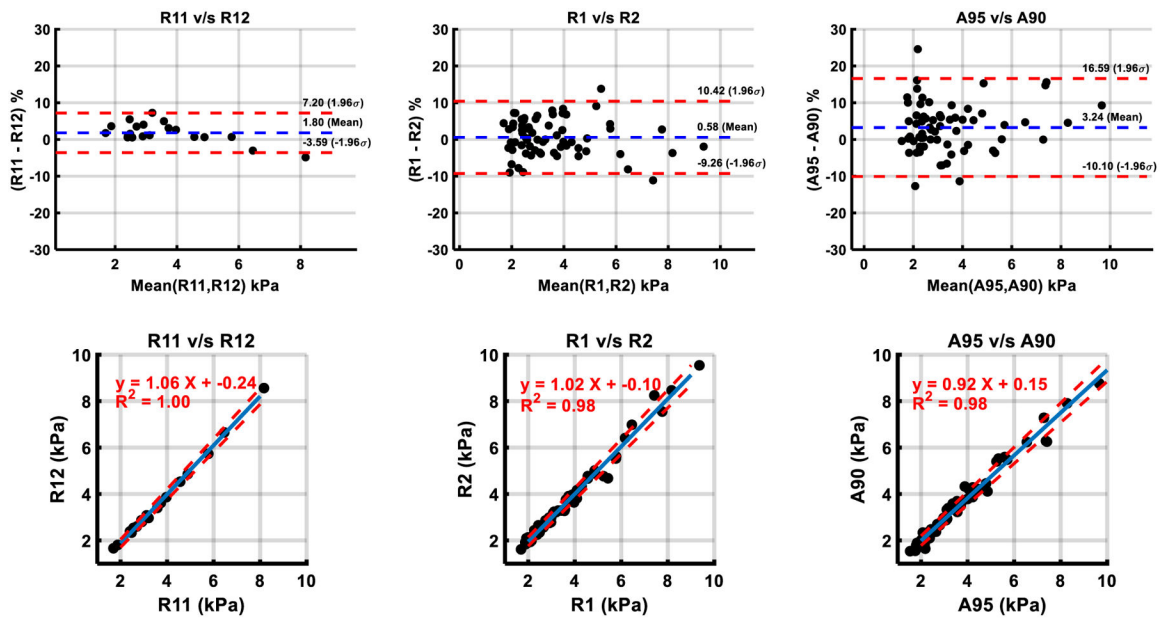 R11 v/s R12
30
20
10
0
-10
-20
-30
(R11 - R12) %
7.20 (1.96σ)
1.80 (Mean)
-3.59 (-1.96σ)
2 4 6 8
Mean(R11,R12) kPa
R1 v/s R2
30
20
10
0
-10
-20
-30
(R1 - R2) %
10.42 (1.96σ)
0.58 (Mean)
-9.26 (-1.96σ)
0 2 4 6 8 10
Mean(R1,R2) kPa
A95 v/s A90
30
20
10
0
-10
-20
-30
(A95 - A90) %
16.59 (1.96σ)
3.24 (Mean)
-10.10 (-1.96σ)
0 2 4 6 8 10
Mean(A95,A90) kPa
R11 v/s R12
10
8
6
4
2
R12 (kPa)
y = 1.06 X + -0.24
R² = 1.00
2 4 6 8 10
R11 (kPa)
R1 v/s R2
10
8
6
4
2
R2 (kPa)
y = 1.02 X + -0.10
R² = 0.98
2 4 6 8 10
R1 (kPa)
A95 v/s A90
10
8
6
4
2
A90 (kPa)
y = 0.92 X + 0.15
R² = 0.98
2 4 6 8 10
A95 (kPa)